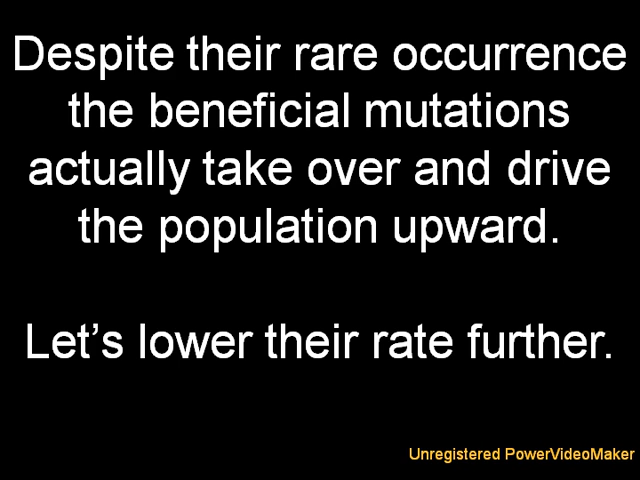 Despite their rare occurrence
the beneficial mutations
actually take over and drive
the population upward.
Let’s lower their rate further.
Unregistered PowerVideoMaker